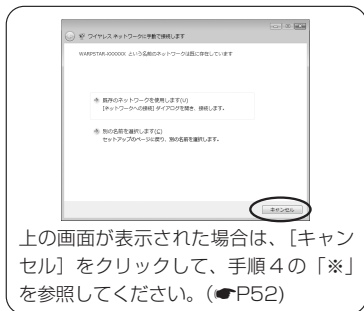 ワイヤレス ネットワークに手動で接続します
WARPSTAR-XXXXXX という名前のネットワークは既に存在しています
既存のネットワークを使用します(U)
[ネットワークへの接続] ダイアログを開き、接続します。
別の名前を選択します(C)
セットアップのページに戻り、別の名前を選択します。
キャンセル
上の画面が表示された場合は、［キャン
セル］をクリックして、手順４の「※」
を参照してください。(☛P52)